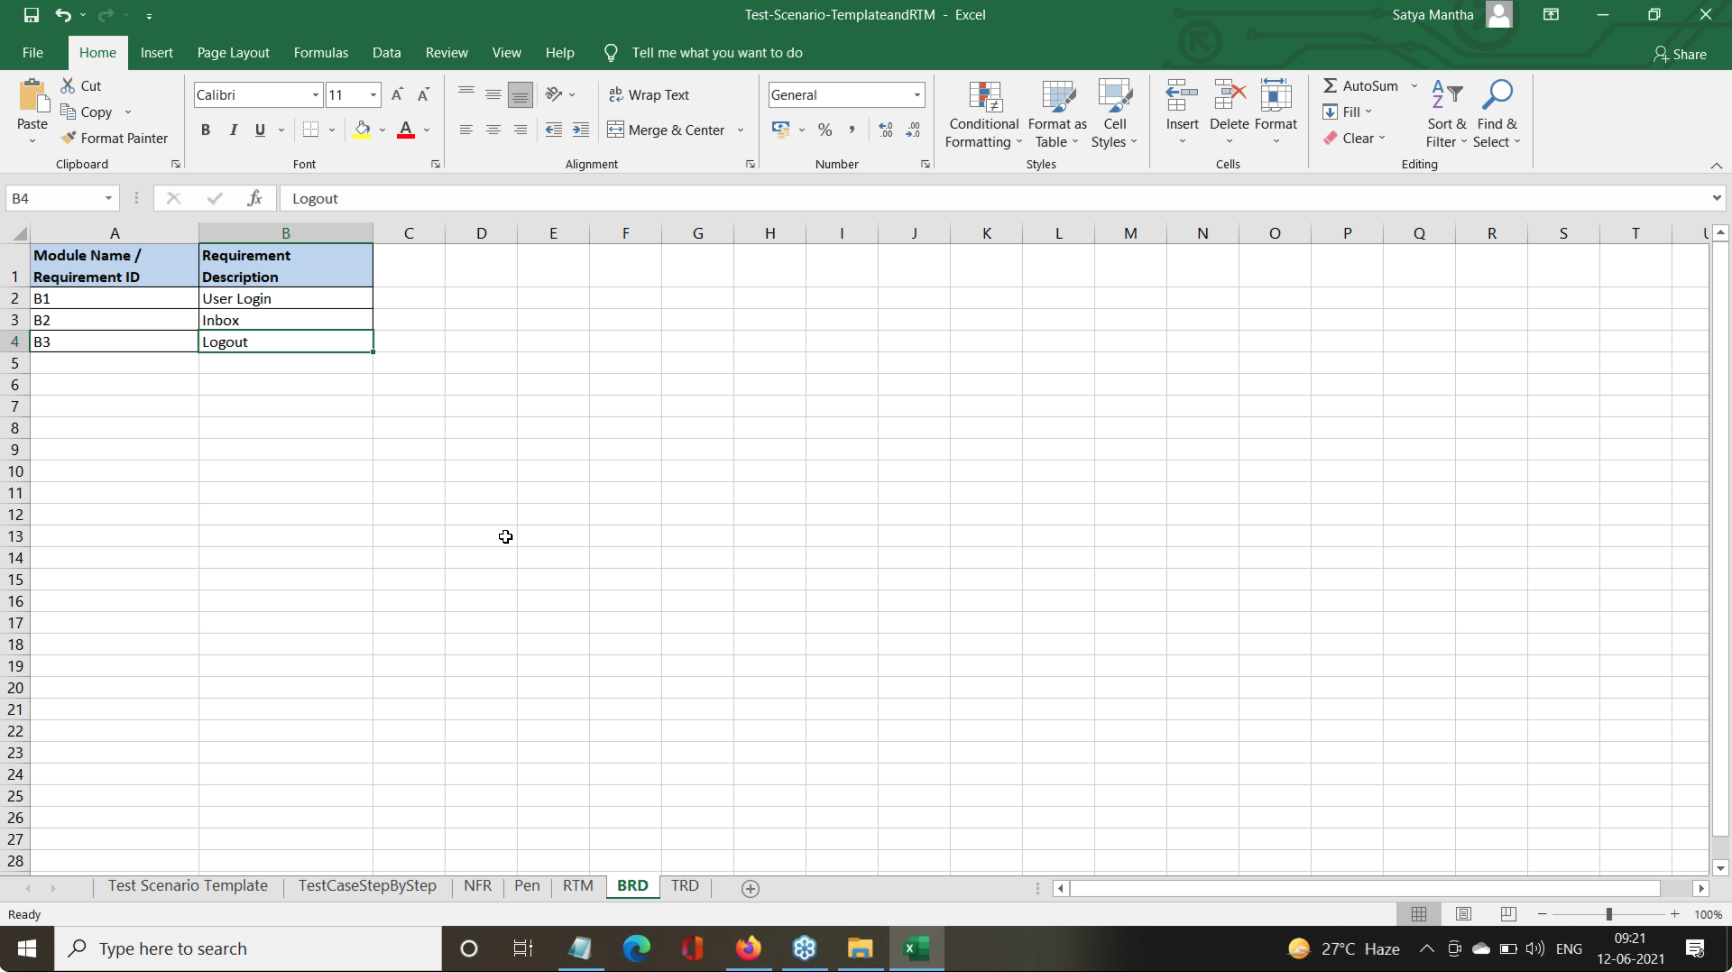 Test-Scenario-TemplateandRTM - Excel
Satya Mantha
File Home Insert Page Layout Formulas Data Review View Help Tell me what you want to do
Share
Paste
Cut
Copy
Format Painter
Clipboard
Calibri 11
B I U
Font
Wrap Text
Merge & Center
Alignment
General
Number
Conditional Formatting
Format as Table
Cell Styles
Styles
Insert Delete Format
Cells
AutoSum
Fill
Clear
Sort & Filter
Find & Select
Editing
B4 fx Logout
A B C D E F G H I J K L M N O P Q R S T U
1 Module Name / Requirement ID Requirement Description
2 B1 User Login
3 B2 Inbox
4 B3 Logout
5
6
7
8
9
10
11
12
13
14
15
16
17
18
19
20
21
22
23
24
25
26
27
28
Test Scenario Template TestCaseStepByStep NFR Pen RTM BRD TRD
Ready
100%
Type here to search
27°C Haze
ENG
09:21
12-06-2021